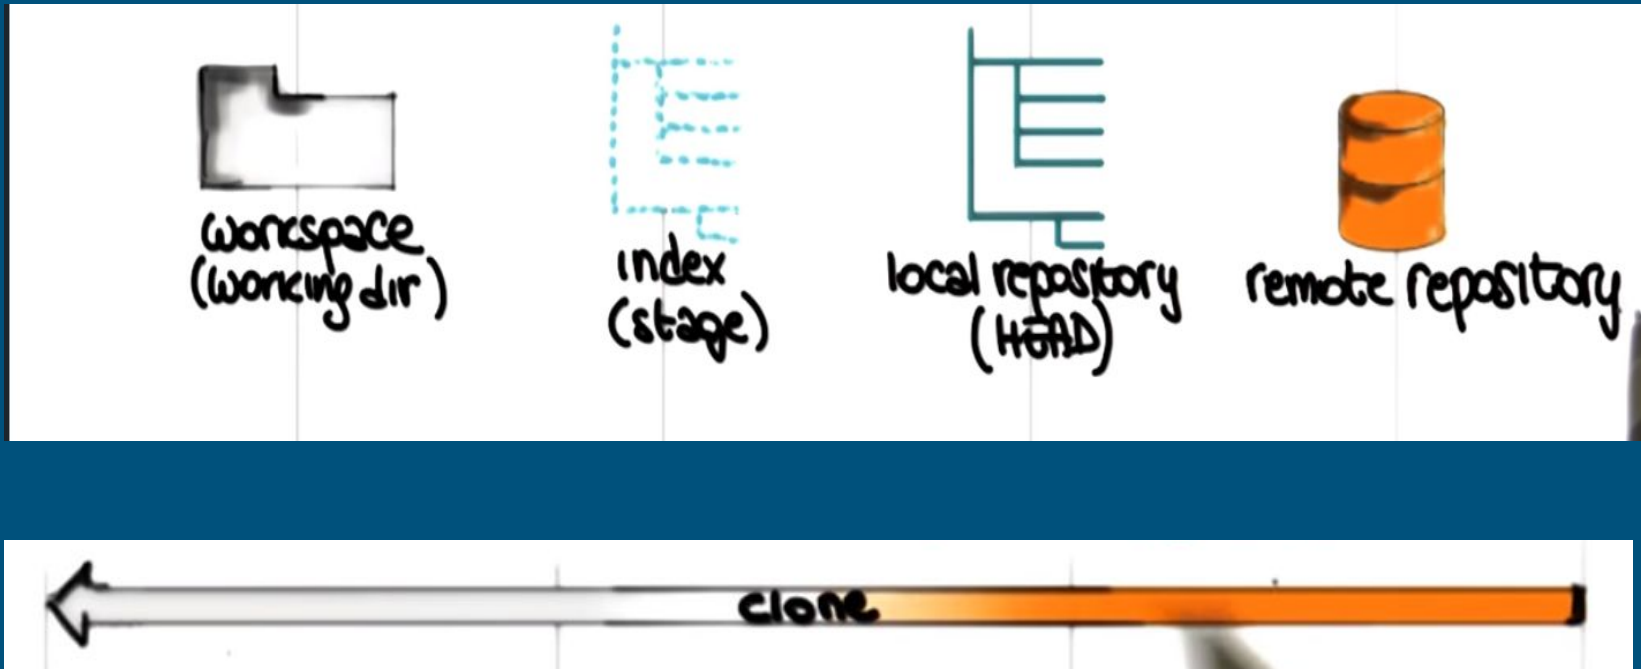 workspace
(working dir)
index
(stage)
local repository
(HEAD)
remote repository
clone